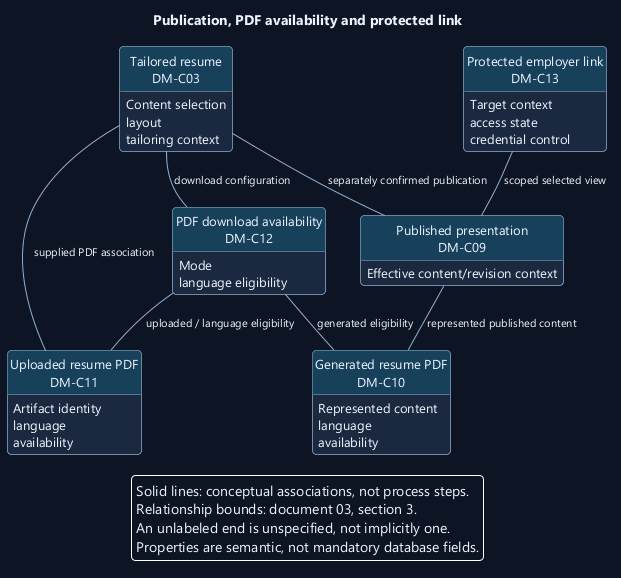 Publication, PDF availability and protected link
Tailored resume
DM-C03
Content selection
layout
tailoring context
Protected employer link
DM-C13
Target context
access state
credential control
download configuration
separately confirmed publication
scoped selected view
PDF download availability
DM-C12
Mode
language eligibility
Published presentation
DM-C09
Effective content/revision context
supplied PDF association
uploaded / language eligibility
generated eligibility
represented published content
Uploaded resume PDF
DM-C11
Artifact identity
language
availability
Generated resume PDF
DM-C10
Represented content
language
availability
Solid lines: conceptual associations, not process steps.
Relationship bounds: document 03, section 3.
An unlabeled end is unspecified, not implicitly one.
Properties are semantic, not mandatory database fields.